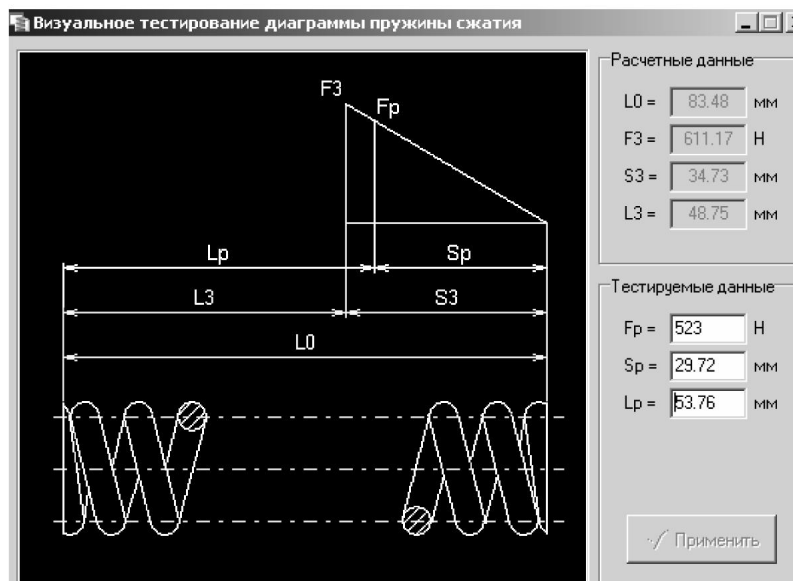 Визуальное тестирование диаграммы пружины сжатия
F3
Fp
Lp
Sp
L3
S3
L0
Расчетные данные
L0 = 83.48 мм
F3 = 611.17 Н
S3 = 34.73 мм
L3 = 48.75 мм
Тестируемые данные
Fp = 523 Н
Sp = 29.72 мм
Lp = 53.76 мм
Применить